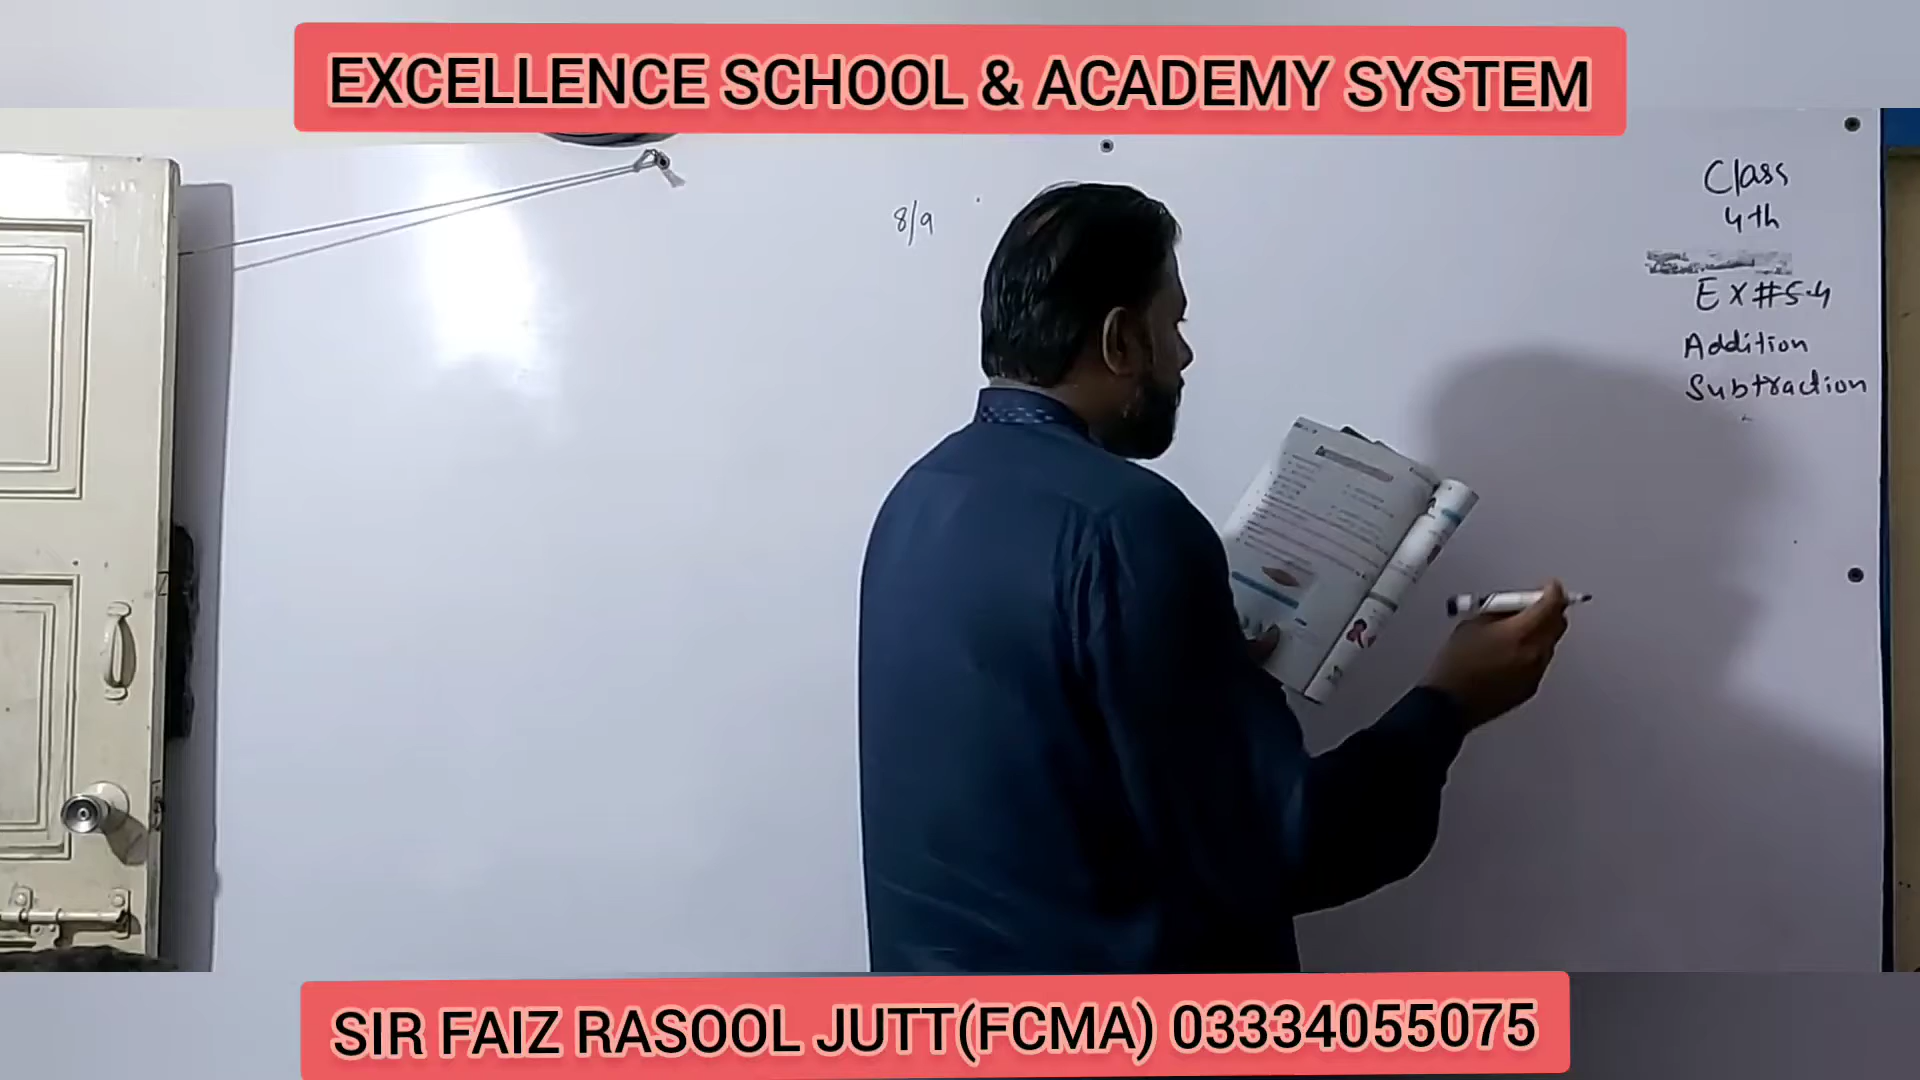 EXCELLENCE SCHOOL & ACADEMY SYSTEM
8/9
Class
4th
EX#5.4
Addition
Subtraction
SIR FAIZ RASOOL JUTT(FCMA) 03334055075